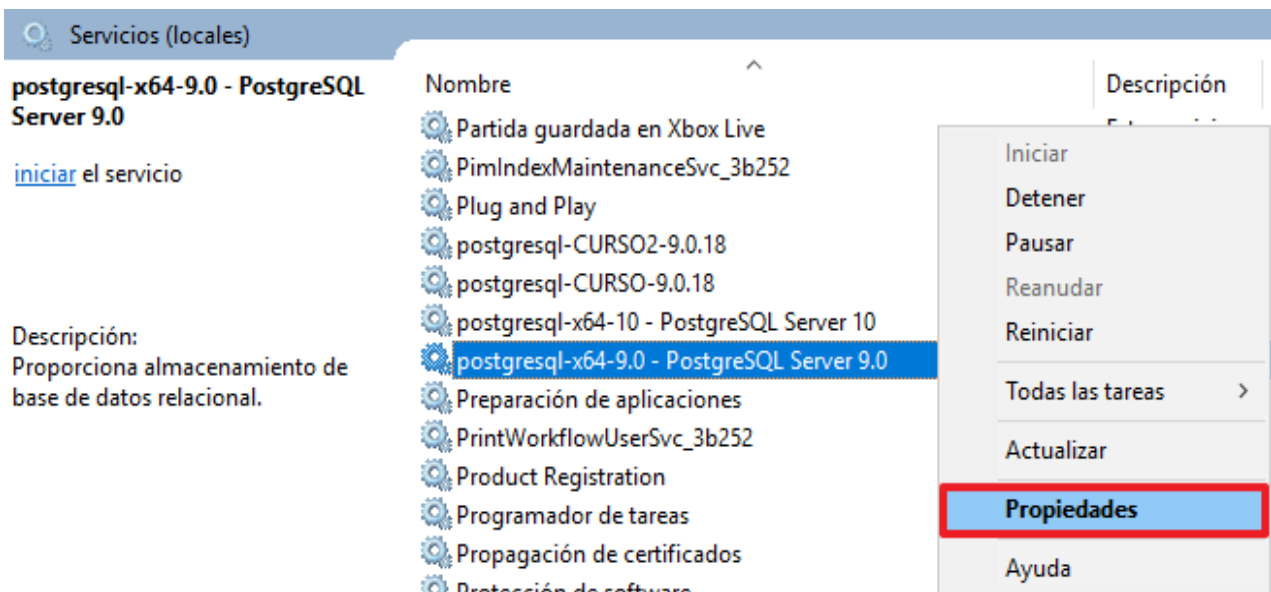 Servicios (locales)
postgresql-x64-9.0 - PostgreSQL
Server 9.0
iniciar el servicio
Descripción:
Proporciona almacenamiento de
base de datos relacional.
Nombre
Descripción
Partida guardada en Xbox Live
PimIndexMaintenanceSvc_3b252
Plug and Play
postgresql-CURSO2-9.0.18
postgresql-CURSO-9.0.18
postgresql-x64-10 - PostgreSQL Server 10
postgresql-x64-9.0 - PostgreSQL Server 9.0
Preparación de aplicaciones
PrintWorkflowUserSvc_3b252
Product Registration
Programador de tareas
Propagación de certificados
Protección de software
Iniciar
Detener
Pausar
Reanudar
Reiniciar
Todas las tareas
Actualizar
Propiedades
Ayuda